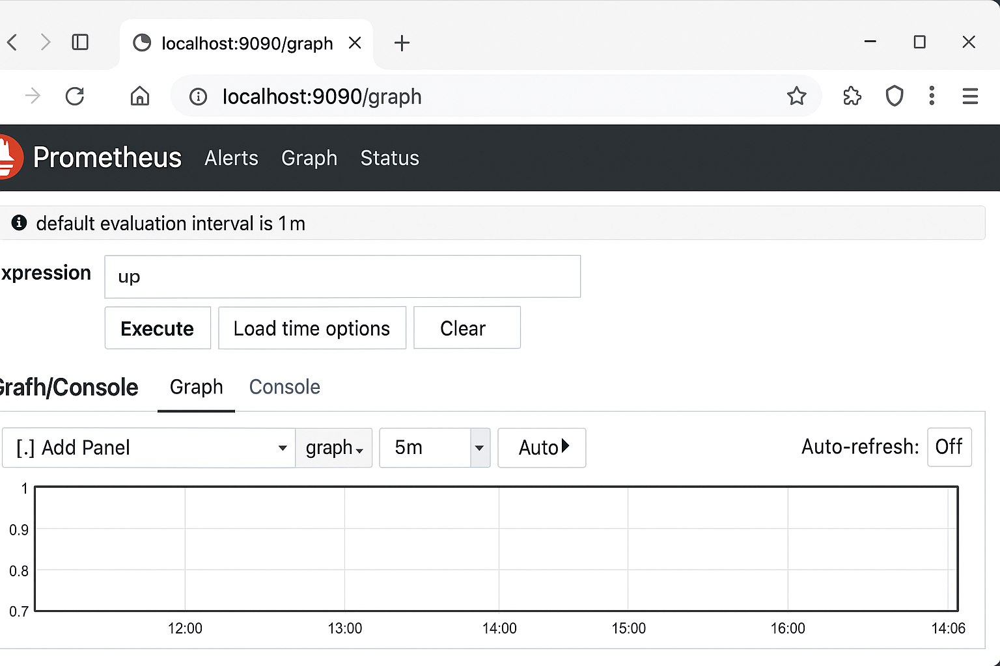 localhost:9090/graph
localhost:9090/graph
Prometheus Alerts Graph Status
default evaluation interval is 1m
xpression up
Execute Load time options Clear
Grafh/Console Graph Console
[.] Add Panel graph 5m Auto Auto-refresh: Off
1
0.9
0.8
0.7
12:00 13:00 14:00 15:00 16:00 14:06